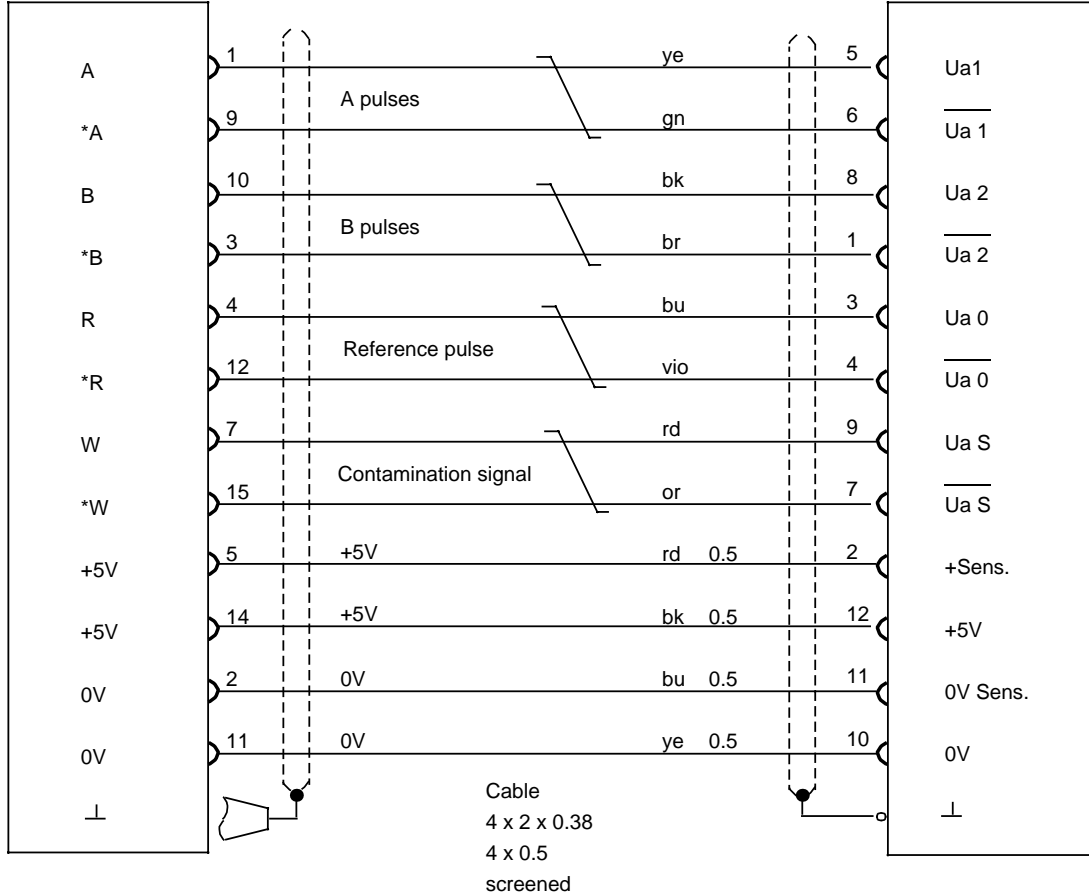 A 1 ye 5 Ua1
A pulses
*A 9 gn 6 Ua 1
B 10 bk 8 Ua 2
B pulses
*B 3 br 1 Ua 2
R 4 bu 3 Ua 0
Reference pulse
*R 12 vio 4 Ua 0
W 7 rd 9 Ua S
Contamination signal
*W 15 or 7 Ua S
+5V 5 +5V rd 0.5 2 +Sens.
+5V 14 +5V bk 0.5 12 +5V
0V 2 0V bu 0.5 11 0V Sens.
0V 11 0V ye 0.5 10 0V
Cable
4 x 2 x 0.38
4 x 0.5
screened